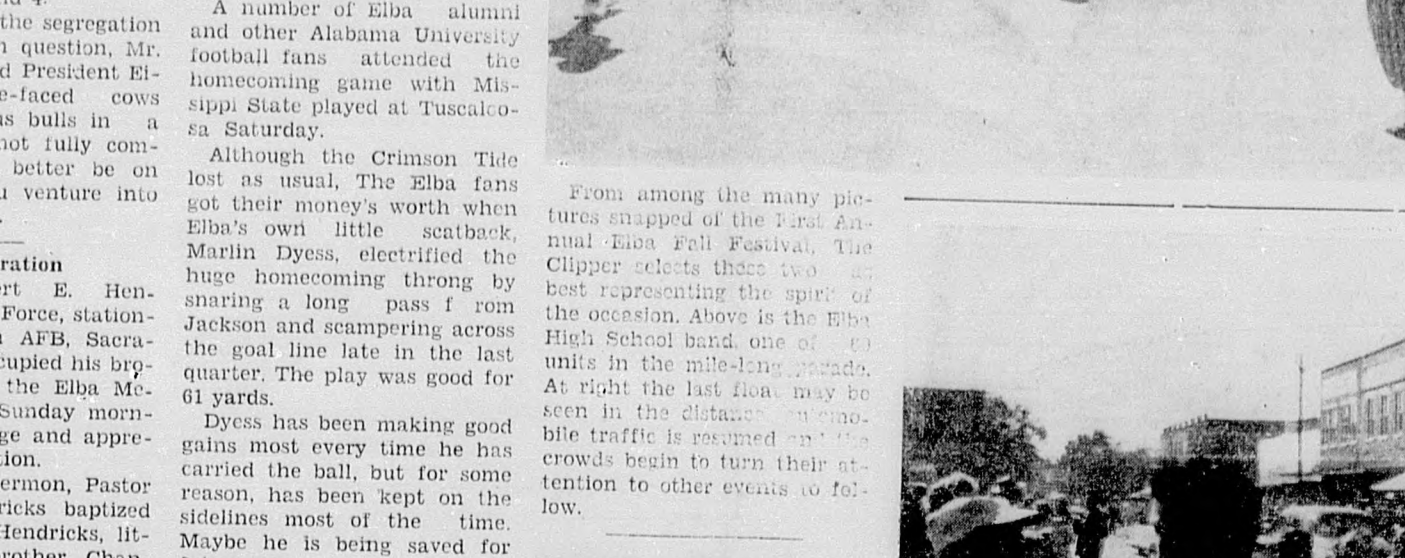 the segregation
question, Mr.
President Ei-
-faced cows
bulls in a
not fully com-
better be on
venture into
ration
E. Hen-
Force, station-
AFB, Sacra-
cupied his bro-
the Elba Me-
Sunday morn-
ge and appre-
tion.
ermon, Pastor
ricks baptized
Hendricks, lit-
A number of Elba alumni
and other Alabama University
football fans attended the
homecoming game with Mis-
sippi State played at Tuscalco-
sa Saturday.
Although the Crimson Tide
lost as usual, The Elba fans
got their money's worth when
Elba's own little scatback,
Marlin Dyess, electrified the
huge homecoming throng by
snaring a long pass f rom
Jackson and scampering across
the goal line late in the last
quarter. The play was good for
61 yards.
Dyess has been making good
gains most every time he has
carried the ball, but for some
reason, has been kept on the
sidelines most of the time.
Maybe he is being saved for
From among the many pic-
tures snapped of the First An-
nual Elba Fall Festival, The
Clipper selects these two as
best representing the spirit of
the occasion. Above is the Elba
High School band, one of
units in the mile-long parade.
At right the last float may be
seen in the distance automo-
bile traffic is resumed and the
crowds begin to turn their at-
tention to other events to fol-
low.